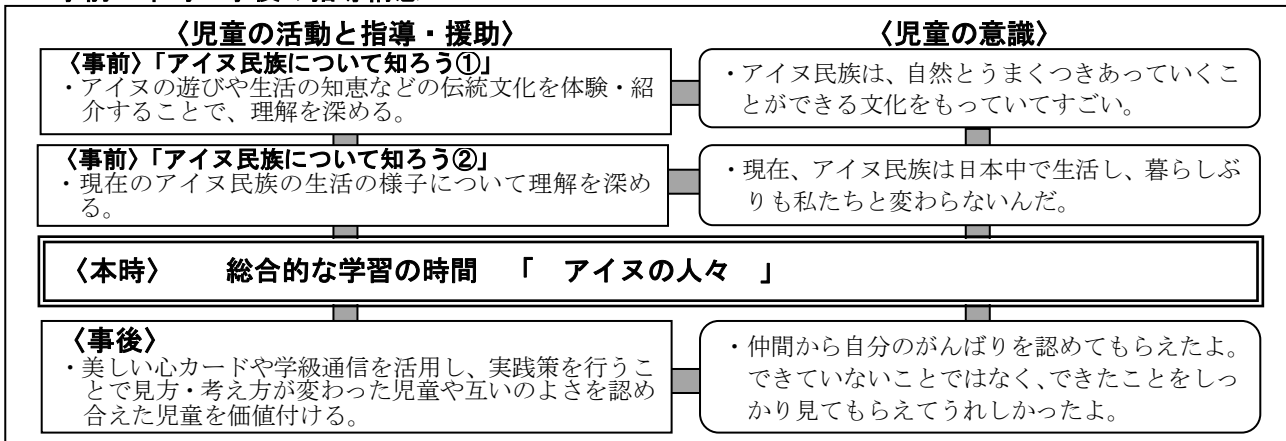 〈児童の活動と指導・援助〉
〈児童の意識〉
〈事前〉「アイヌ民族について知ろう①」
・アイヌの遊びや生活の知恵などの伝統文化を体験・紹
介することで、理解を深める。
・アイヌ民族は、自然とうまくつきあっていくこ
とができる文化をもっていてすごい。
〈事前〉「アイヌ民族について知ろう②」
・現在のアイヌ民族の生活の様子について理解を深め
る。
・現在、アイヌ民族は日本中で生活し、暮らしぶ
りも私たちと変わらないんだ。
〈本時〉 総合的な学習の時間 「 アイヌの人々 」
〈事後〉
・美しい心カードや学級通信を活用し、実践策を行うこ
とで見方・考え方が変わった児童や互いのよさを認め
合えた児童を価値付ける。
・仲間から自分のがんばりを認めてもらえたよ。
できていないことではなく、できたことをしっ
かり見てもらえてうれしかったよ。